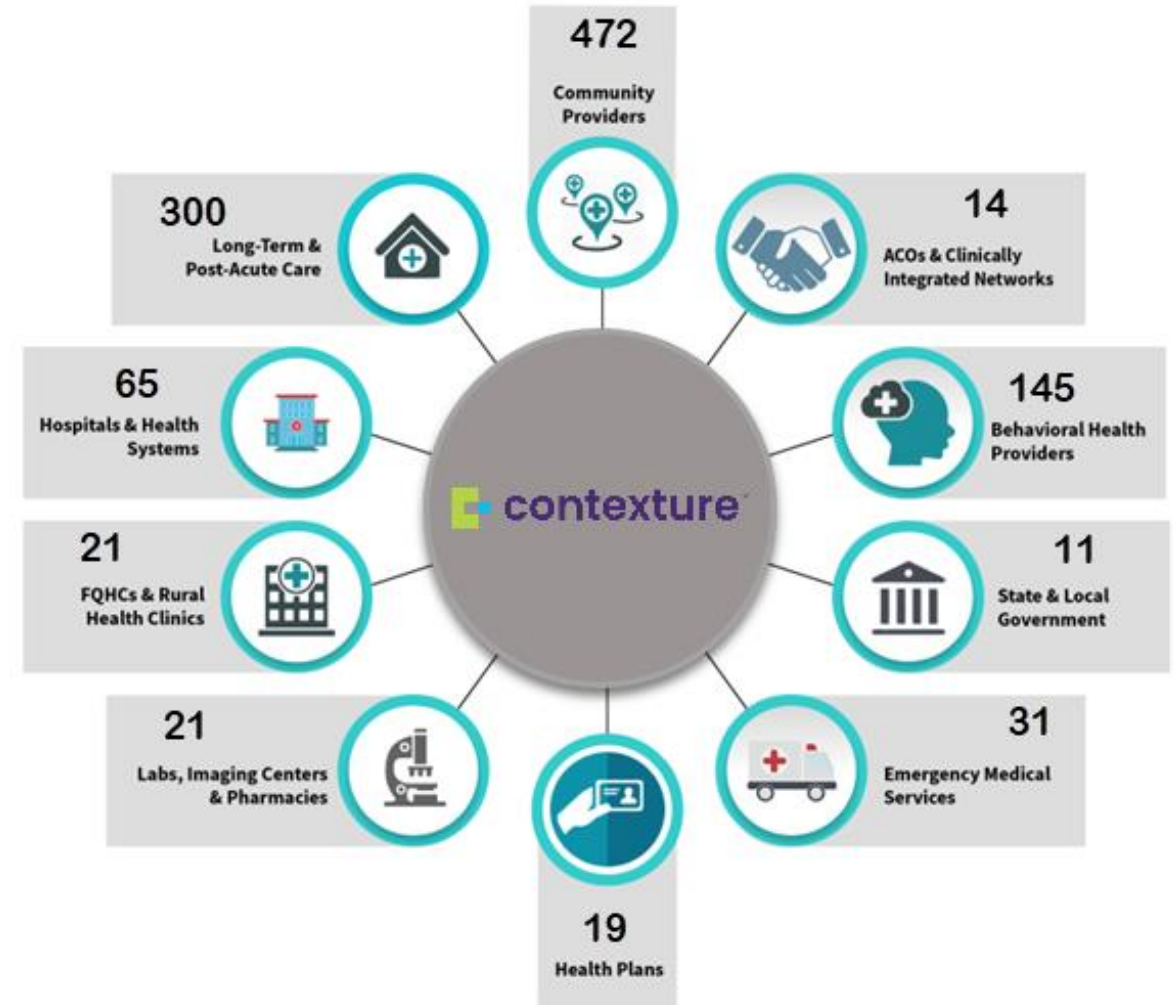 472
Community
Providers
14
ACOs & Clinically
Integrated Networks
145
Behavioral Health
Providers
11
State & Local
Government
31
Emergency Medical
Services
19
Health Plans
21
Labs, Imaging Centers
& Pharmacies
21
FQHCs & Rural
Health Clinics
65
Hospitals & Health
Systems
300
Long-Term &
Post-Acute Care
contexture